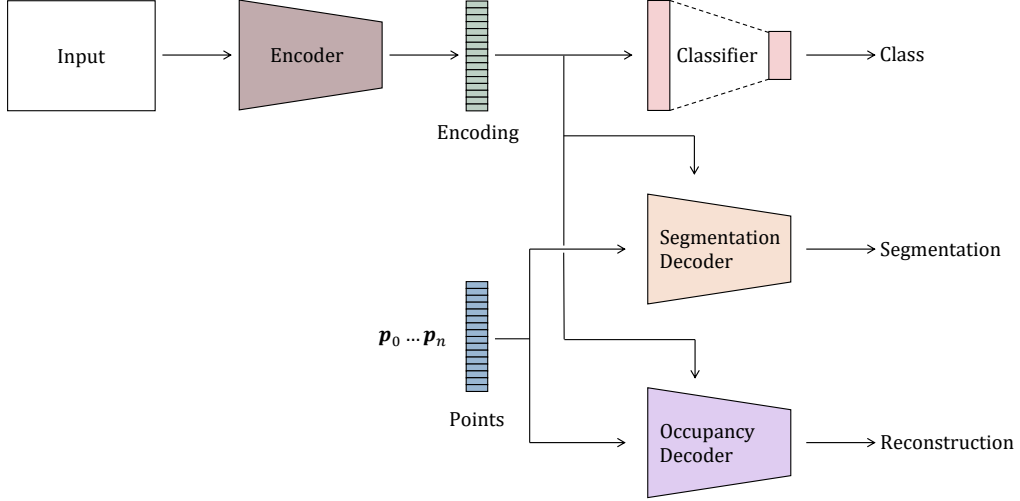 Input
Encoder
Encoding
Classifier
Class
Segmentation
Decoder
Segmentation
p₀ … pₙ
Points
Occupancy
Decoder
Reconstruction